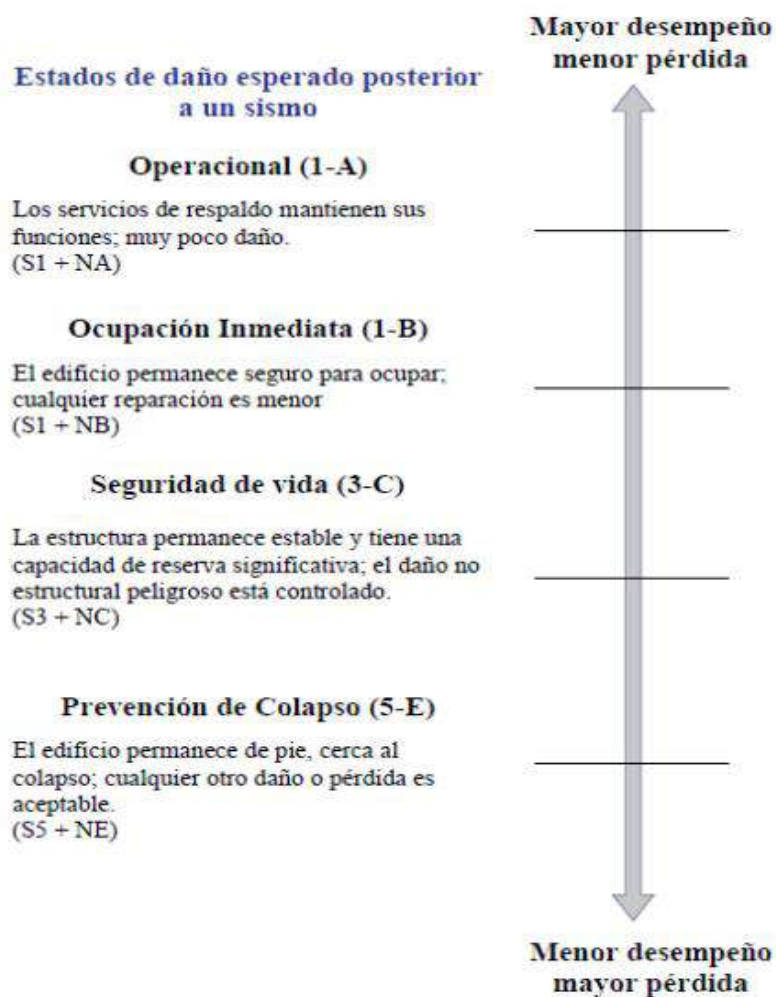 Mayor desempeño
menor pérdida
Estados de daño esperado posterior
a un sismo
Operacional (1-A)
Los servicios de respaldo mantienen sus
funciones; muy poco daño.
(S1 + NA)
Ocupación Inmediata (1-B)
El edificio permanece seguro para ocupar;
cualquier reparación es menor
(S1 + NB)
Seguridad de vida (3-C)
La estructura permanece estable y tiene una
capacidad de reserva significativa; el daño no
estructural peligroso está controlado.
(S3 + NC)
Prevención de Colapso (5-E)
El edificio permanece de pie, cerca al
colapso; cualquier otro daño o pérdida es
aceptable.
(S5 + NE)
Menor desempeño
mayor pérdida